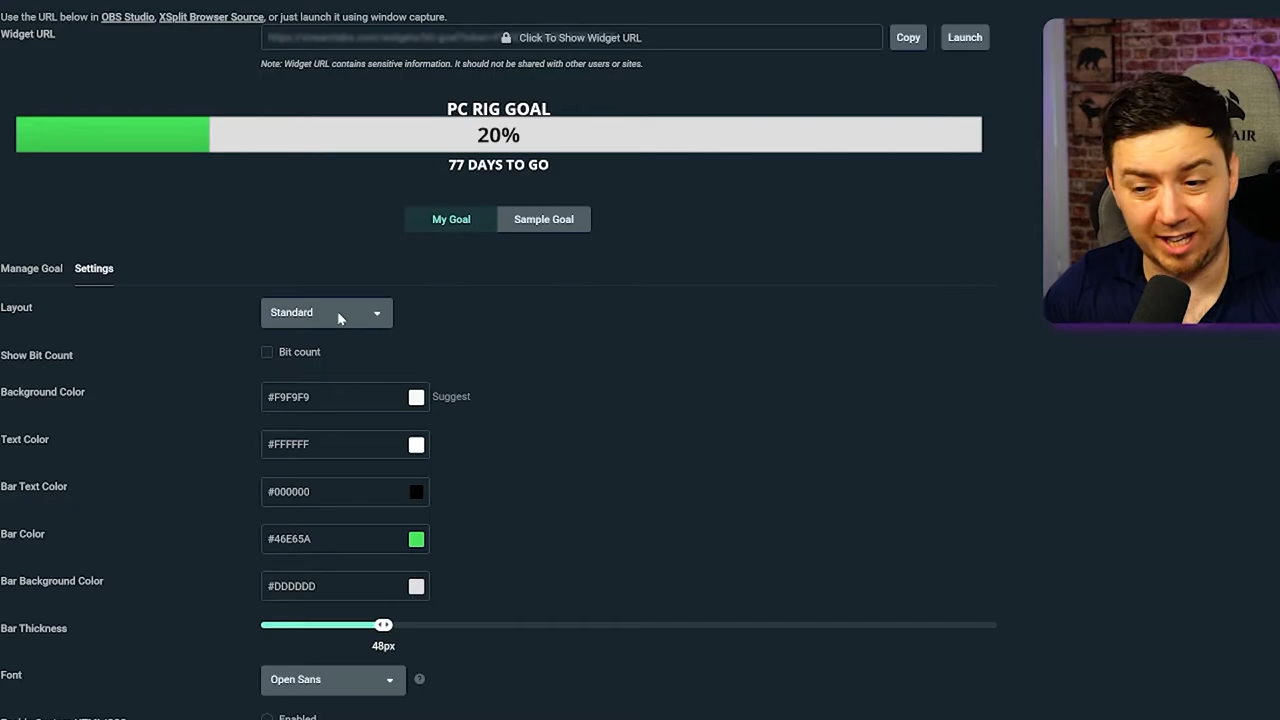 Use the URL below in OBS Studio, XSplit Browser Source, or just launch it using window capture.
Widget URL
Click To Show Widget URL
Copy
Launch
Note: Widget URL contains sensitive information. It should not be shared with other users or sites.
PC RIG GOAL
20%
77 DAYS TO GO
My Goal
Sample Goal
Manage Goal
Settings
Layout
Standard
Show Bit Count
Bit count
Background Color
#F9F9F9
Suggest
Text Color
#FFFFFF
Bar Text Color
#000000
Bar Color
#46E65A
Bar Background Color
#DDDDDD
Bar Thickness
48px
Font
Open Sans
?
Enabled